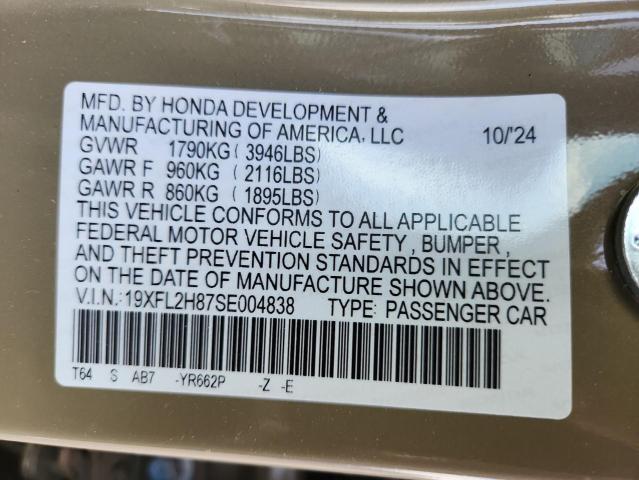 MFD. BY HONDA DEVELOPMENT &
MANUFACTURING OF AMERICA, LLC 10/'24
GVWR 1790KG ( 3946LBS)
GAWR F 960KG ( 2116LBS)
GAWR R 860KG ( 1895LBS)
THIS VEHICLE CONFORMS TO ALL APPLICABLE
FEDERAL MOTOR VEHICLE SAFETY, BUMPER,
AND THEFT PREVENTION STANDARDS IN EFFECT
ON THE DATE OF MANUFACTURE SHOWN ABOVE.
V.I.N.:19XFL2H87SE004838 TYPE: PASSENGER CAR
T64 S AB7 -YR662P -Z -E